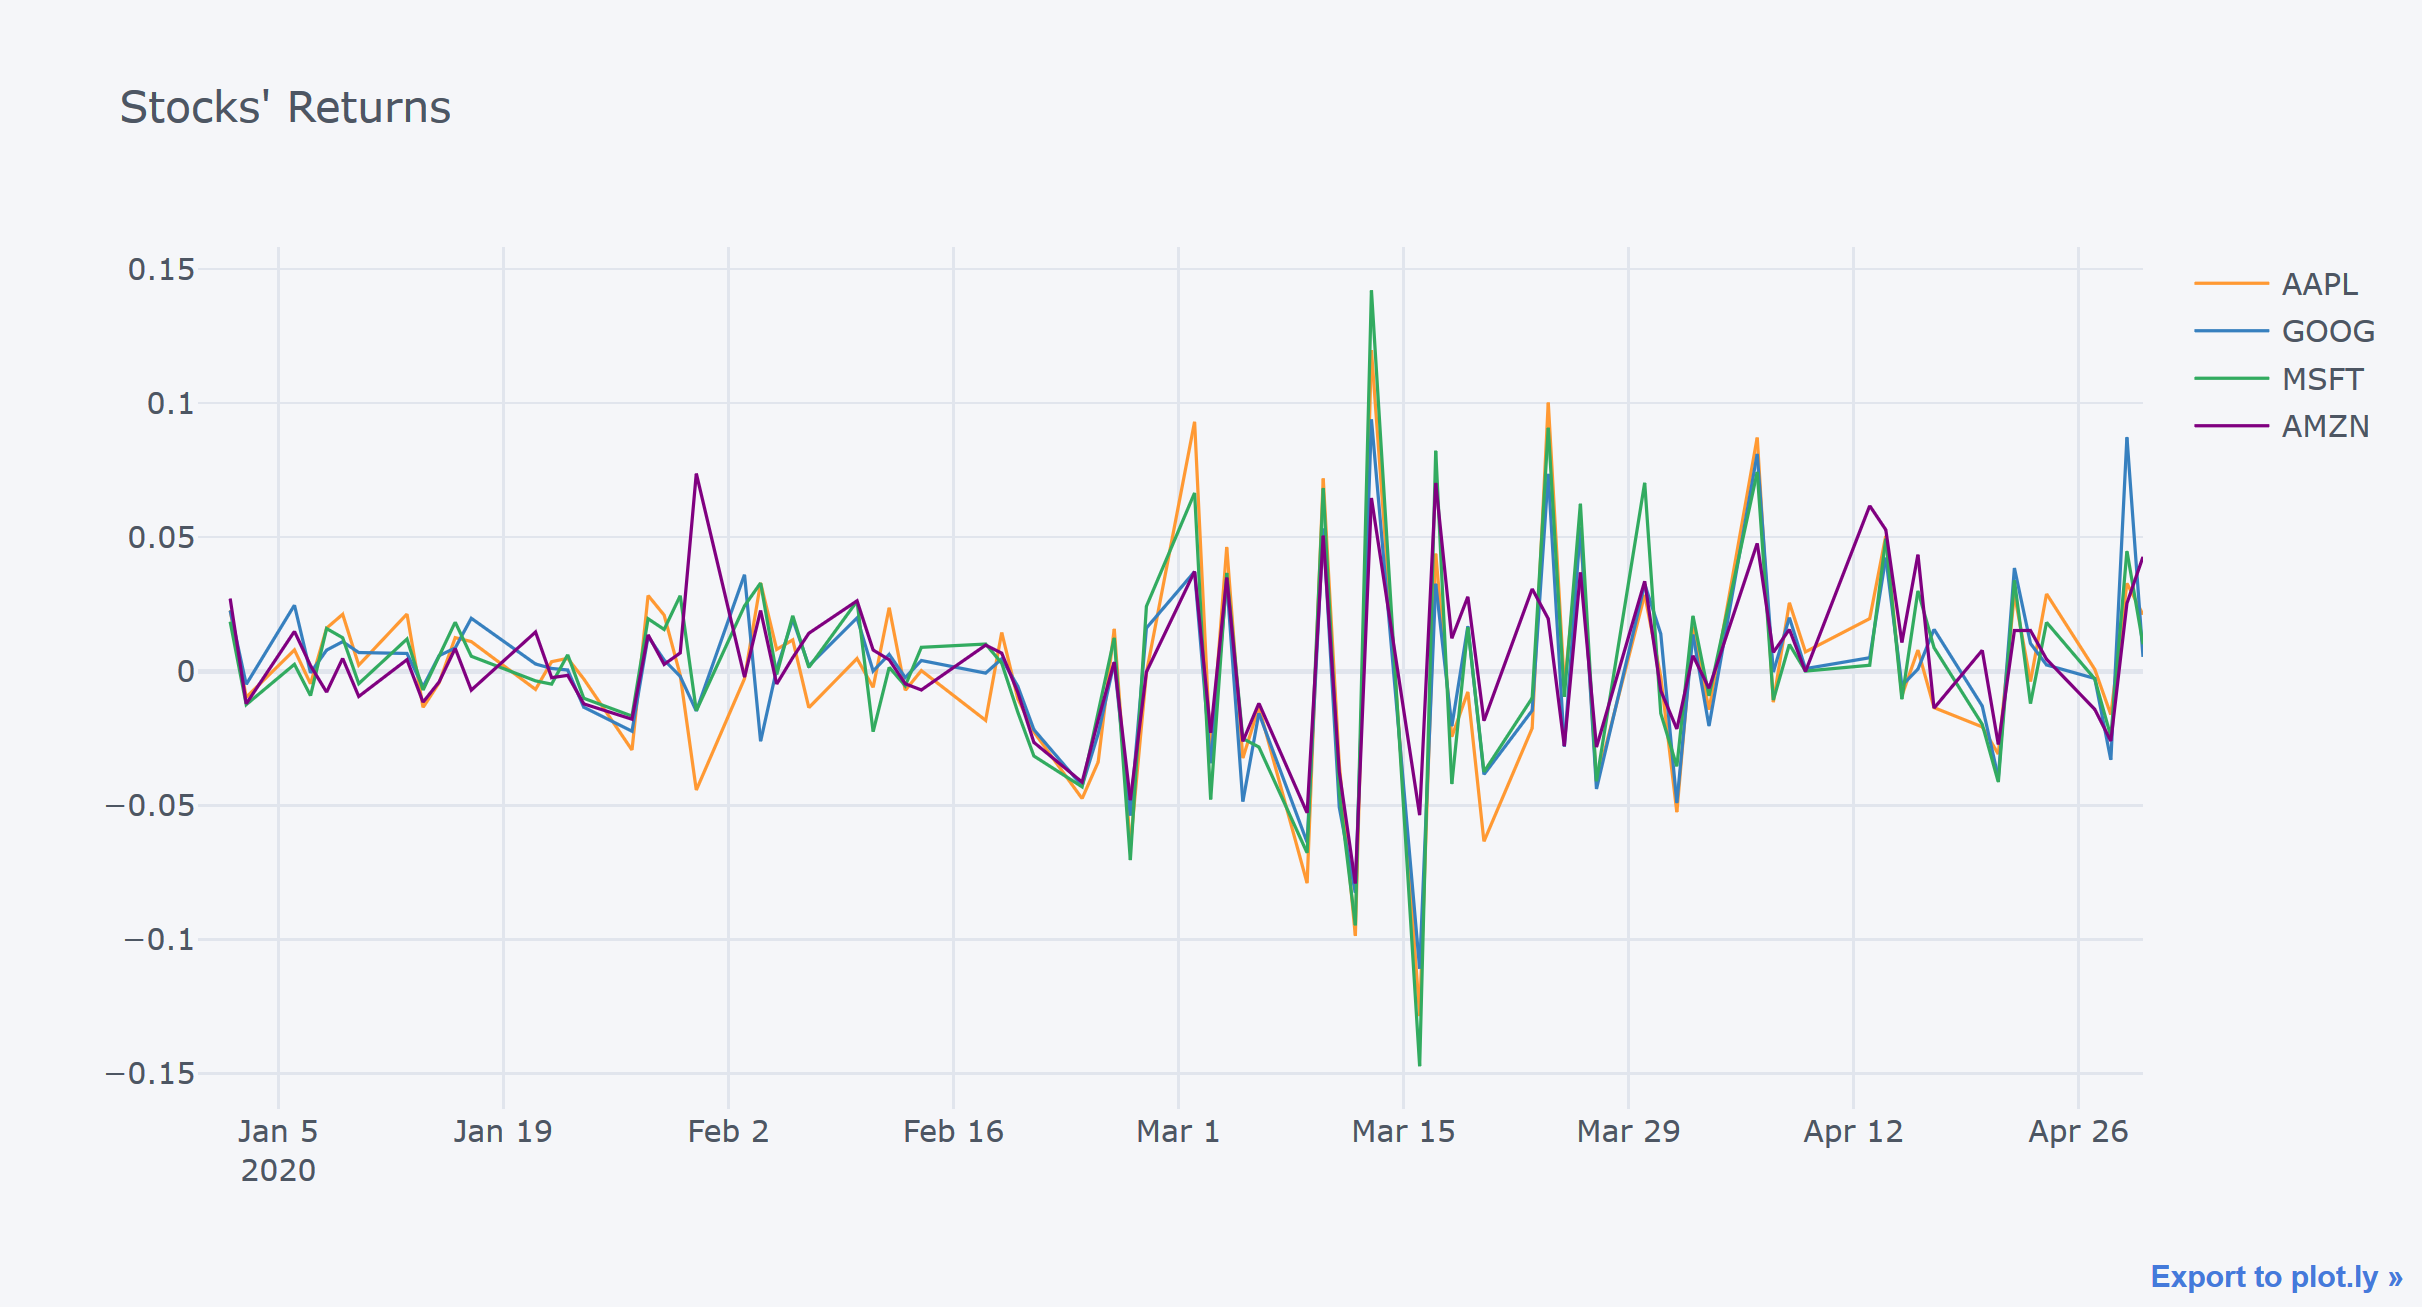 Stocks' Returns
0.15
0.1
0.05
0
−0.05
−0.1
−0.15
Jan 5
2020
Jan 19
Feb 2
Feb 16
Mar 1
Mar 15
Mar 29
Apr 12
Apr 26
AAPL
GOOG
MSFT
AMZN
Export to plot.ly »